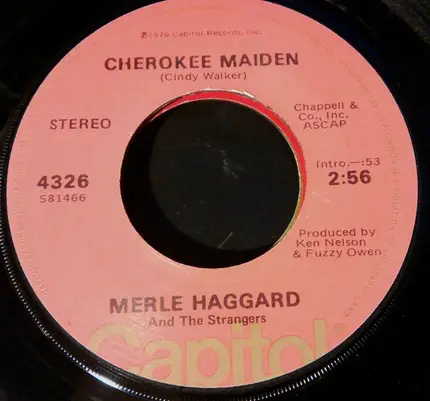 ℗1976 Capitol Records, Inc.
CHEROKEE MAIDEN
(Cindy Walker)
STEREO
Chappell &
Co., Inc.
ASCAP
4326
S81466
Intro.—:53
2:56
Produced by
Ken Nelson
& Fuzzy Owen
MERLE HAGGARD
And The Strangers
Capitol